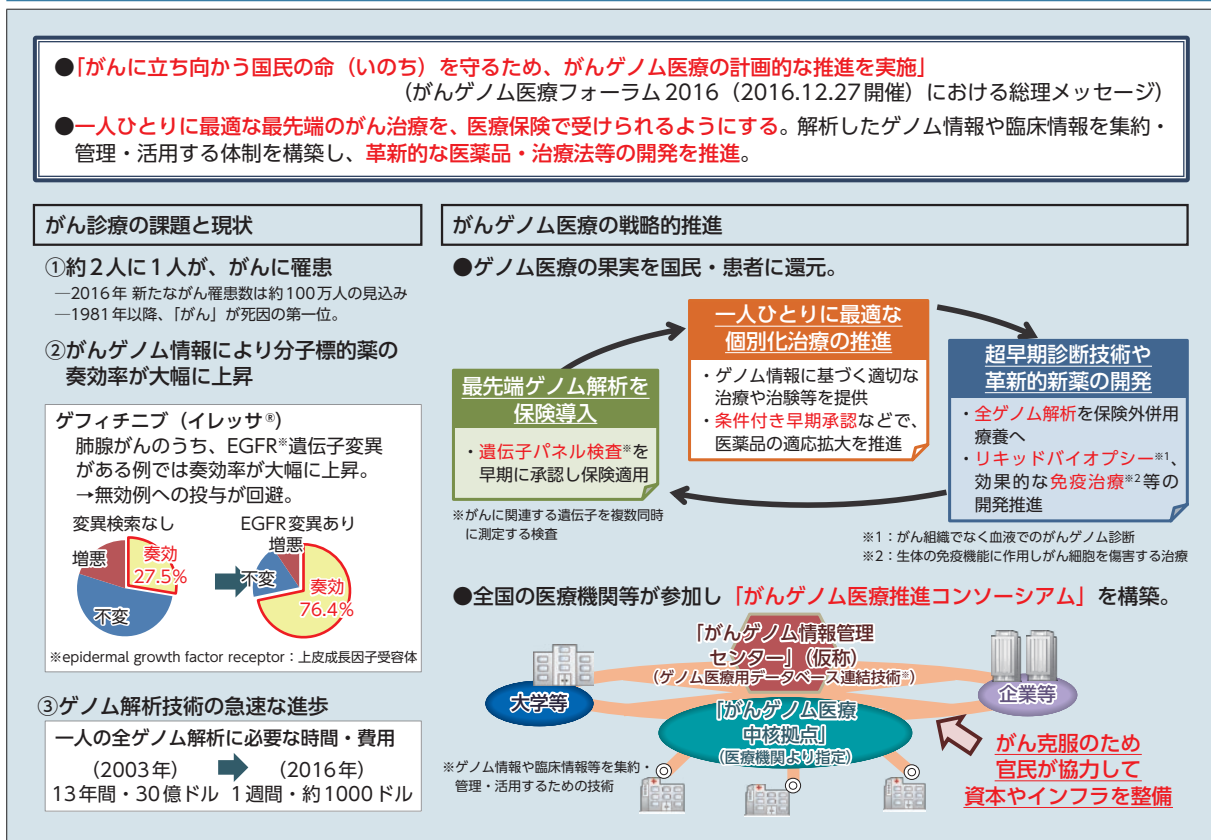 ●「がんに立ち向かう国民の命（いのち）を守るため、がんゲノム医療の計画的な推進を実施」
（がんゲノム医療フォーラム2016（2016.12.27開催）における総理メッセージ）
●一人ひとりに最適な最先端のがん治療を、医療保険で受けられるようにする。解析したゲノム情報や臨床情報を集約・
管理・活用する体制を構築し、革新的な医薬品・治療法等の開発を推進。
がん診療の課題と現状
①約2人に1人が、がんに罹患
―2016年 新たながん罹患数は約100万人の見込み
―1981年以降、「がん」が死因の第一位。
②がんゲノム情報により分子標的薬の
奏効率が大幅に上昇
ゲフィチニブ（イレッサ®）
肺腺がんのうち、EGFR※遺伝子変異
がある例では奏効率が大幅に上昇。
→無効例への投与が回避。
変異検索なし
増悪
奏効
27.5%
不変
EGFR変異あり
増悪
不変
奏効
76.4%
※epidermal growth factor receptor：上皮成長因子受容体
③ゲノム解析技術の急速な進歩
一人の全ゲノム解析に必要な時間・費用
（2003年） （2016年）
13年間・30億ドル 1週間・約1000ドル
がんゲノム医療の戦略的推進
●ゲノム医療の果実を国民・患者に還元。
最先端ゲノム解析を
保険導入
・遺伝子パネル検査※を
早期に承認し保険適用
※がんに関連する遺伝子を複数同時
に測定する検査
一人ひとりに最適な
個別化治療の推進
・ゲノム情報に基づく適切な
治療や治験等を提供
・条件付き早期承認などで、
医薬品の適応拡大を推進
超早期診断技術や
革新的新薬の開発
・全ゲノム解析を保険外併用
療養へ
・リキッドバイオプシー※1、
効果的な免疫治療※2等の
開発推進
※1：がん組織でなく血液でのがんゲノム診断
※2：生体の免疫機能に作用しがん細胞を傷害する治療
●全国の医療機関等が参加し「がんゲノム医療推進コンソーシアム」を構築。
「がんゲノム情報管理
センター」（仮称）
（ゲノム医療用データベース連結技術※）
大学等
企業等
「がんゲノム医療
中核拠点」
（医療機関より指定）
※ゲノム情報や臨床情報等を集約・
管理・活用するための技術
がん克服のため
官民が協力して
資本やインフラを整備